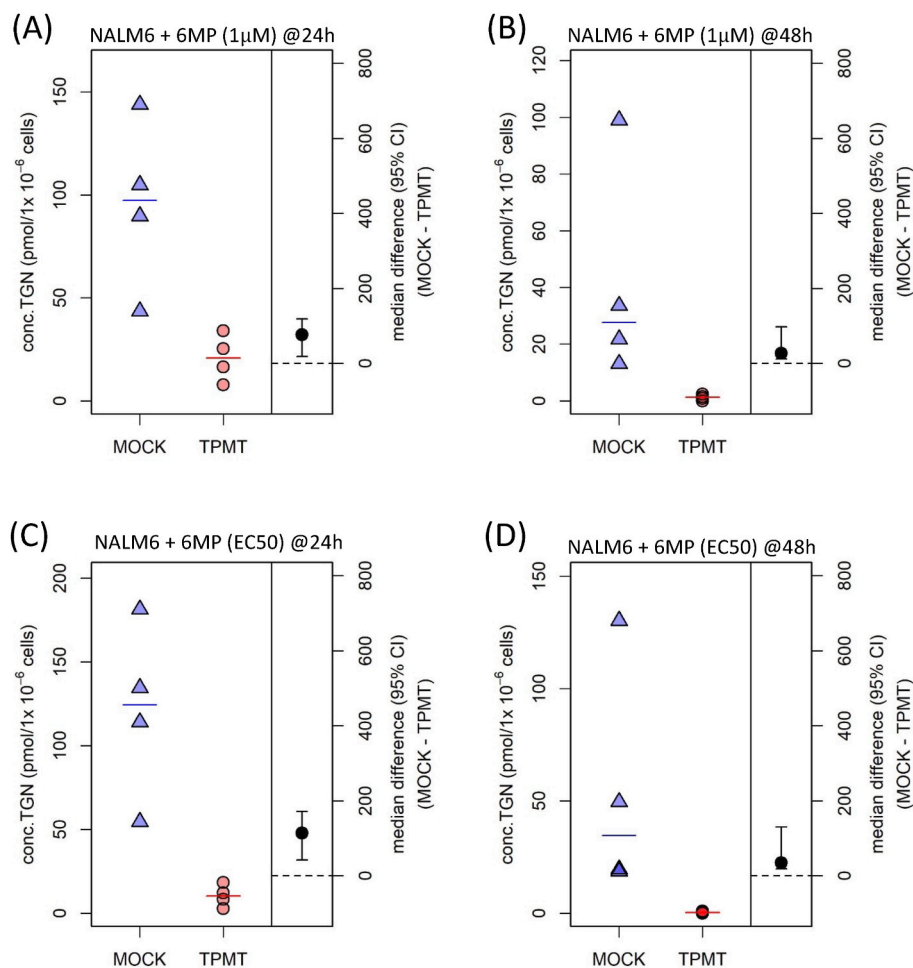 (A)
NALM6 + 6MP (1μM) @24h
conc.TGN (pmol/1x 10⁻⁶ cells)
150
100
50
0
MOCK TPMT
800
600
400
200
0
median difference (95% CI)
(MOCK - TPMT)
(B)
NALM6 + 6MP (1μM) @48h
conc.TGN (pmol/1x 10⁻⁶ cells)
120
100
80
60
40
20
0
MOCK TPMT
800
600
400
200
0
median difference (95% CI)
(MOCK - TPMT)
(C)
NALM6 + 6MP (EC50) @24h
conc.TGN (pmol/1x 10⁻⁶ cells)
200
150
100
50
0
MOCK TPMT
800
600
400
200
0
median difference (95% CI)
(MOCK - TPMT)
(D)
NALM6 + 6MP (EC50) @48h
conc.TGN (pmol/1x 10⁻⁶ cells)
150
100
50
0
MOCK TPMT
800
600
400
200
0
median difference (95% CI)
(MOCK - TPMT)